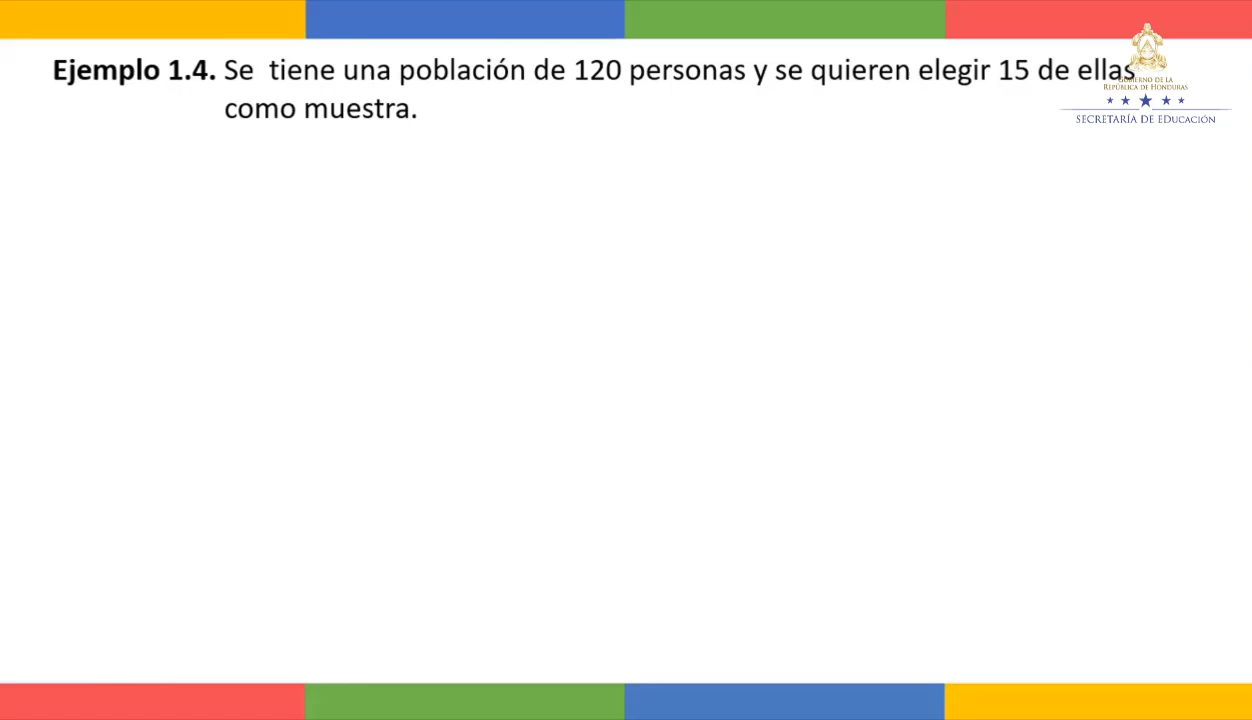 Ejemplo 1.4. Se tiene una población de 120 personas y se quieren elegir 15 de ellas
como muestra.
GOBIERNO DE LA
REPÚBLICA DE HONDURAS
SECRETARÍA DE EDUCACIÓN